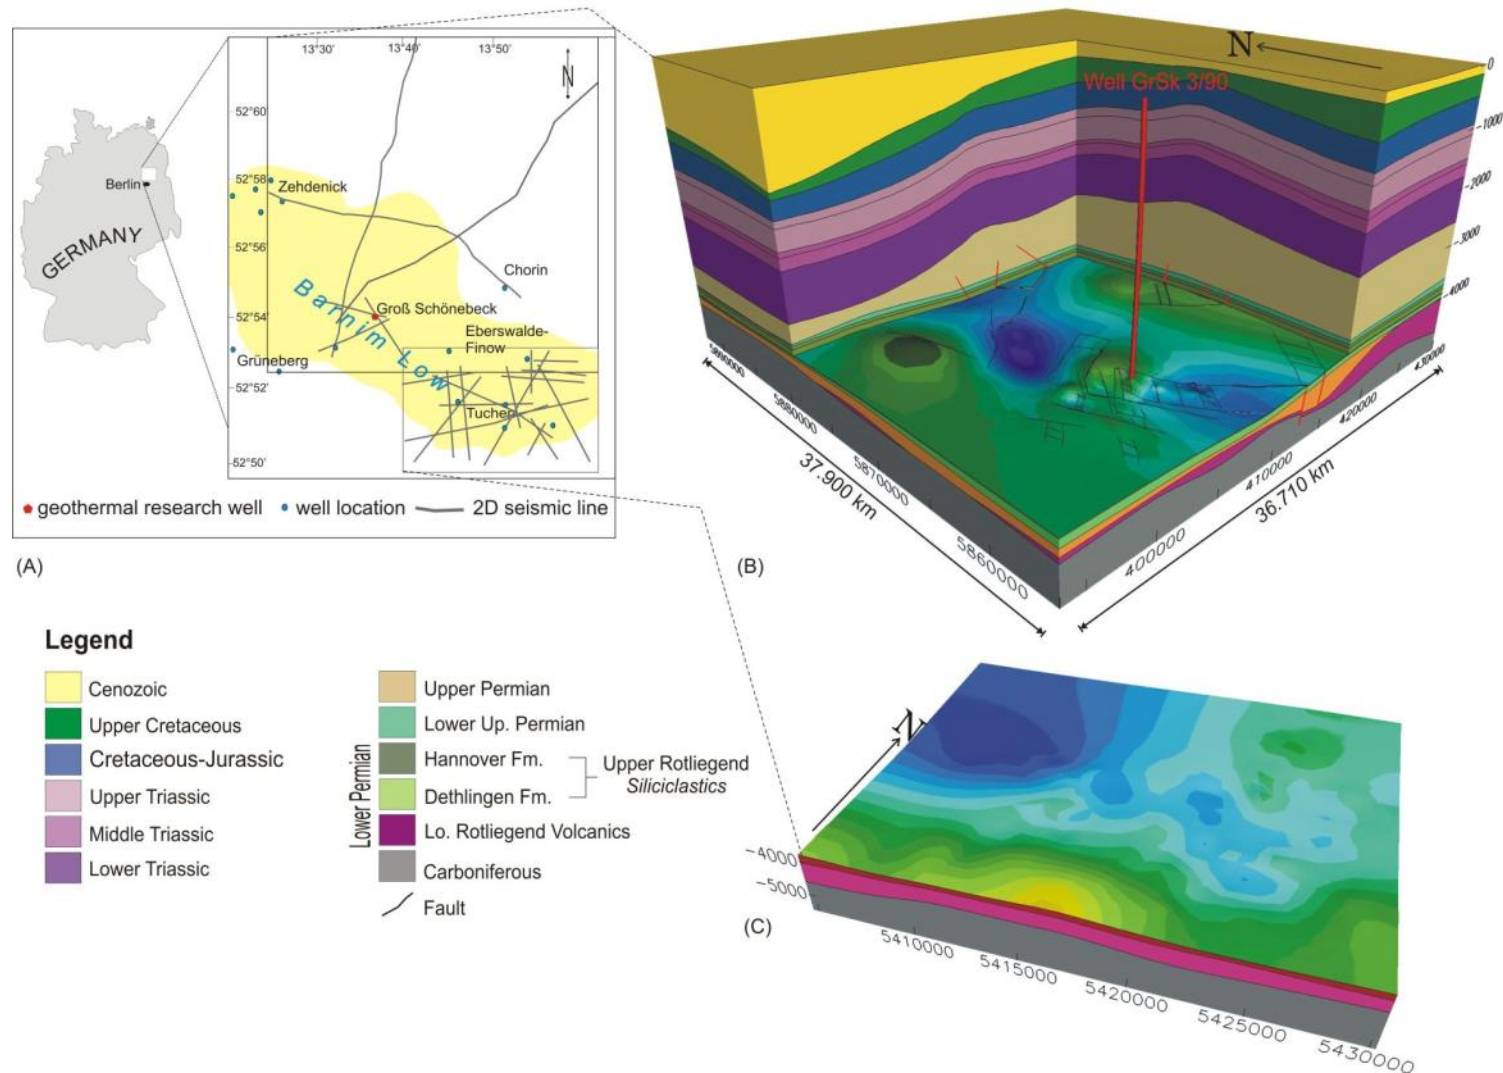 13°30'
13°40'
13°50'
N
52°60'
52°58'
52°56'
52°54'
52°52'
52°50'
Zehdenick
Chorin
Groß Schönebeck
Eberswalde-
Finow
Barnim Low
Grüneberg
Tuchen
Berlin
GERMANY
geothermal research well
well location
2D seismic line
(A)
N
Well GrSk 3/90
0
-1000
-2000
-3000
-4000
5880000
5870000
5860000
37.900 km
400000
410000
420000
430000
36.710 km
(B)
Legend
Cenozoic
Upper Cretaceous
Cretaceous-Jurassic
Upper Triassic
Middle Triassic
Lower Triassic
Lower Permian
Upper Permian
Lower Up. Permian
Hannover Fm.
Dethlingen Fm.
Upper Rotliegend
Siliciclastics
Lo. Rotliegend Volcanics
Carboniferous
Fault
N
-4000
-5000
5410000
5415000
5420000
5425000
5430000
(C)